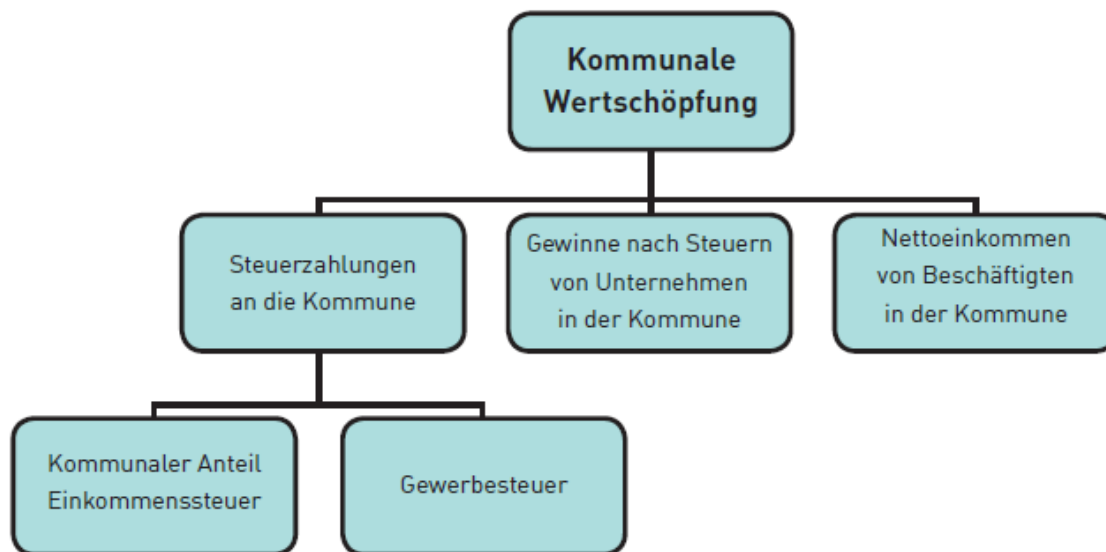 Kommunale
Wertschöpfung
Steuerzahlungen
an die Kommune
Gewinne nach Steuern
von Unternehmen
in der Kommune
Nettoeinkommen
von Beschäftigten
in der Kommune
Kommunaler Anteil
Einkommenssteuer
Gewerbesteuer